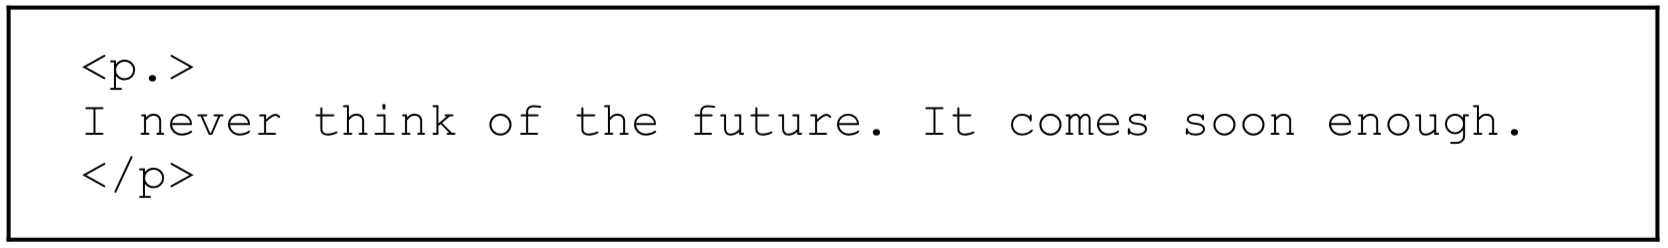 <p.>
I never think of the future. It comes soon enough.
</p>